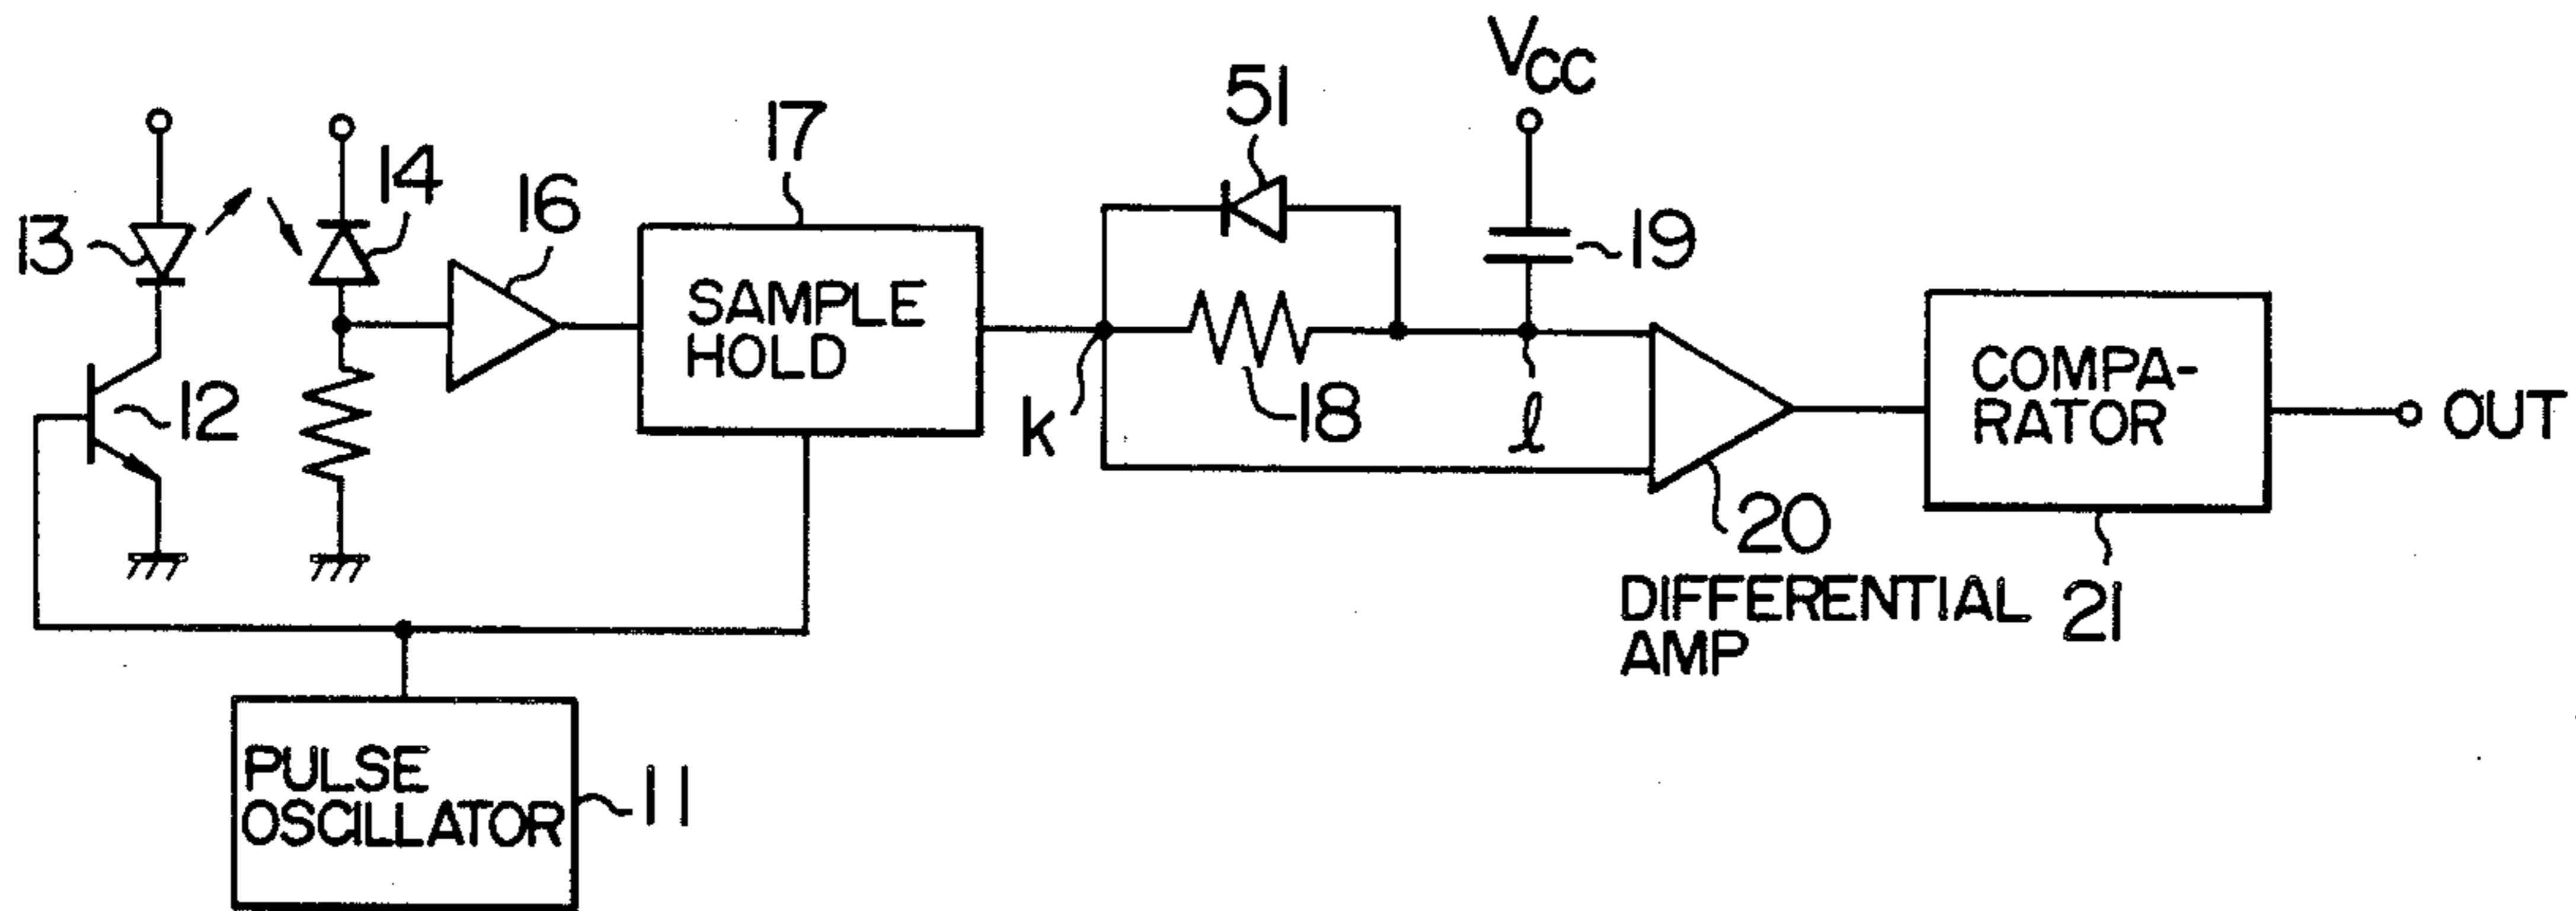 VCC
51
17
14
16
13
19
SAMPLE
HOLD
COMPA-
RATOR
12
k
18
l
OUT
20
DIFFERENTIAL
AMP
21
PULSE
OSCILLATOR
11